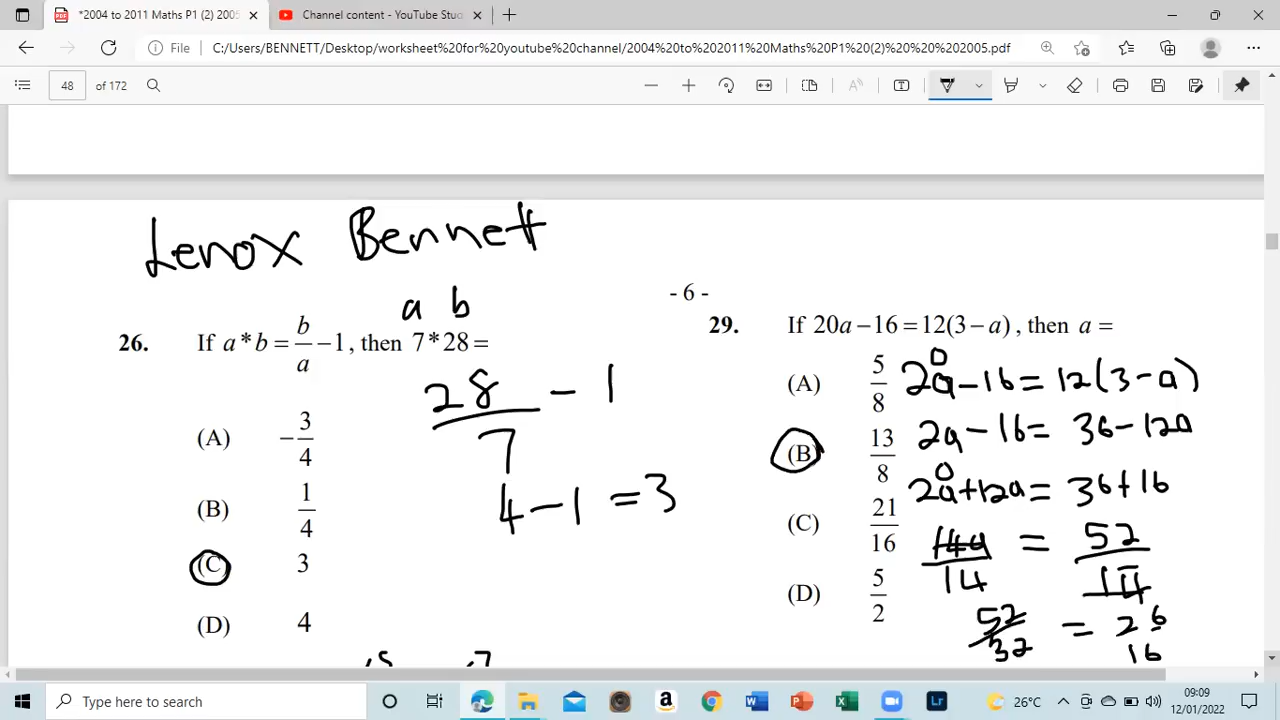 *2004 to 2011 Maths P1 (2) 2005
Channel content - YouTube Stu
File
C:/Users/BENNETT/Desktop/worksheet%20for%20youtube%20channel/2004%20to%202011%20Maths%20P1%20(2)%20%20%202005.pdf
48 of 172
Lenox Bennett
- 6 -
a b
26. If a * b = b/a - 1, then 7 * 28 =
28/7 - 1
4 - 1 = 3
(A) -3/4
(B) 1/4
(C) 3
(D) 4
29. If 20a - 16 = 12(3 - a), then a =
(A) 5/8
(B) 13/8
(C) 21/16
(D) 5/2
20a - 16 = 12(3 - a)
2a - 16 = 36 - 12a
20a + 12a = 36 + 16
14a/14 = 52/14
52/32 = 26/16
Type here to search
26°C
09:09
12/01/2022